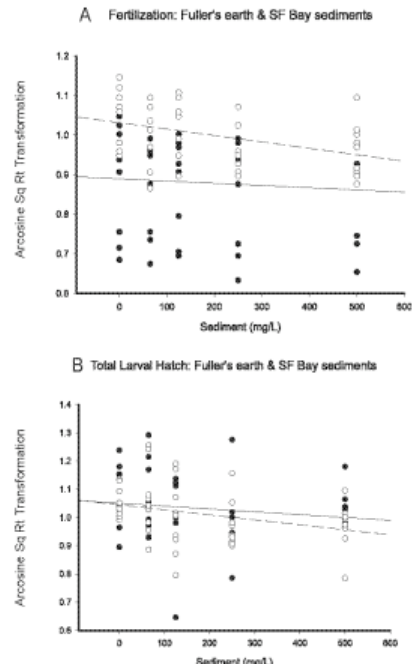 A Fertilization: Fuller's earth & SF Bay sediments
Arcosine Sq Rt Transformation
1.2
1.1
1.0
0.9
0.8
0.7
0.6
0 100 200 300 400 500 600
Sediment (mg/L)
B Total Larval Hatch: Fuller's earth & SF Bay sediments
Arcosine Sq Rt Transformation
1.4
1.3
1.2
1.1
1.0
0.9
0.8
0.7
0.6
0 100 200 300 400 500 600
Sediment (mg/L)